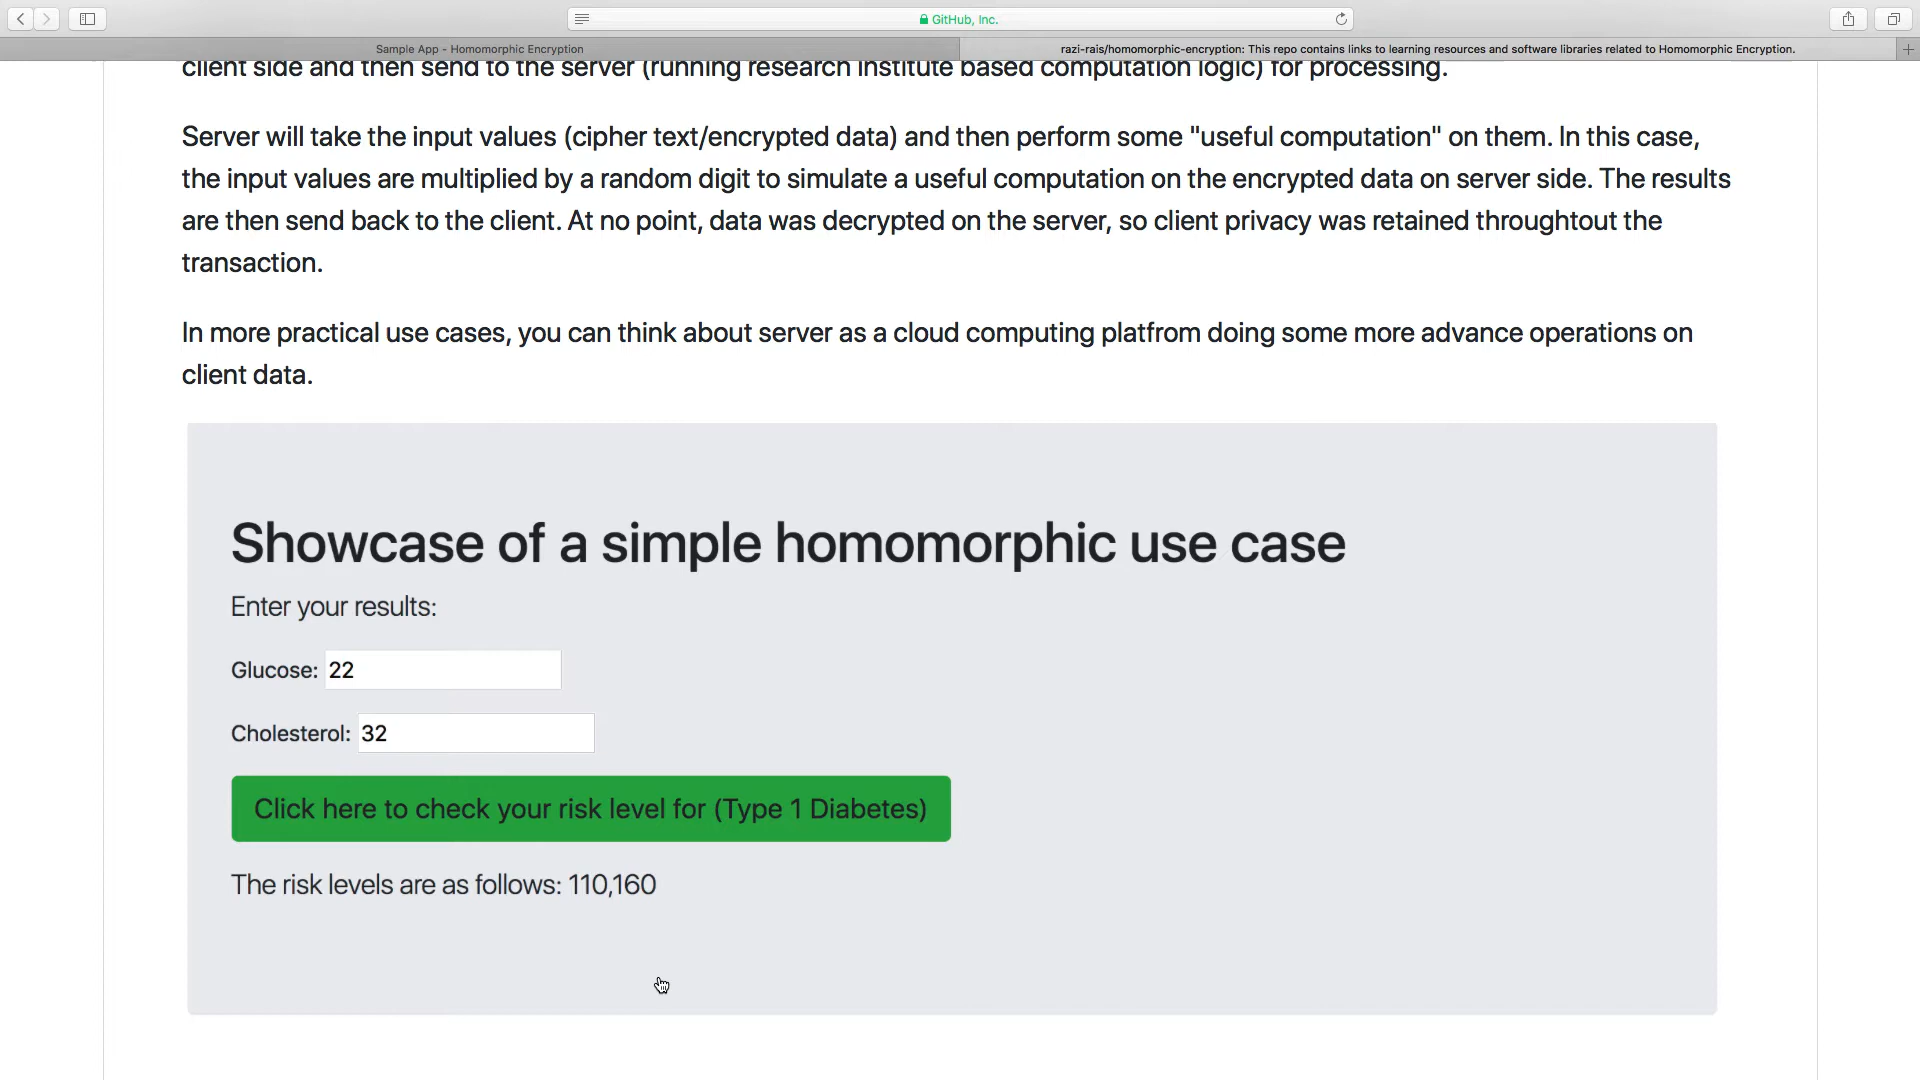 GitHub, Inc.
Sample App - Homomorphic Encryption
razi-rais/homomorphic-encryption: This repo contains links to learning resources and software libraries related to Homomorphic Encryption.
client side and then send to the server (running research institute based computation logic) for processing.
Server will take the input values (cipher text/encrypted data) and then perform some "useful computation" on them. In this case,
the input values are multiplied by a random digit to simulate a useful computation on the encrypted data on server side. The results
are then send back to the client. At no point, data was decrypted on the server, so client privacy was retained throughtout the
transaction.
In more practical use cases, you can think about server as a cloud computing platfrom doing some more advance operations on
client data.
Showcase of a simple homomorphic use case
Enter your results:
Glucose: 22
Cholesterol: 32
Click here to check your risk level for (Type 1 Diabetes)
The risk levels are as follows: 110,160